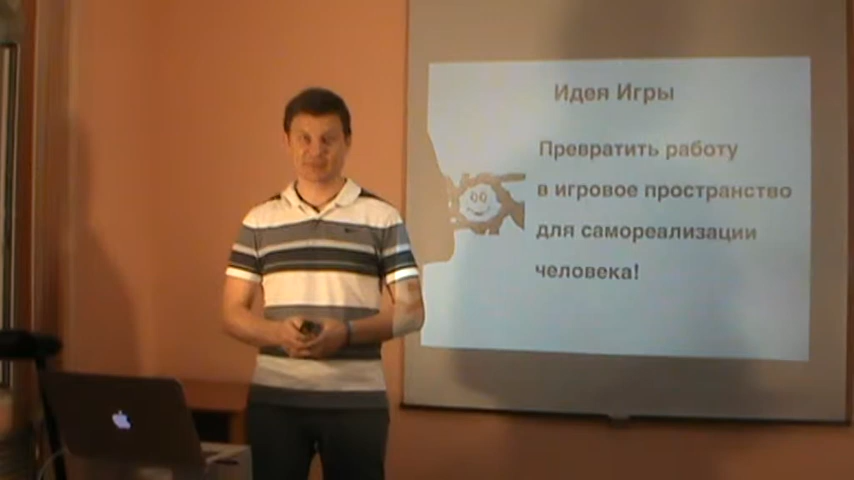 Идея Игры
Превратить работу
в игровое пространство
для самореализации
человека!